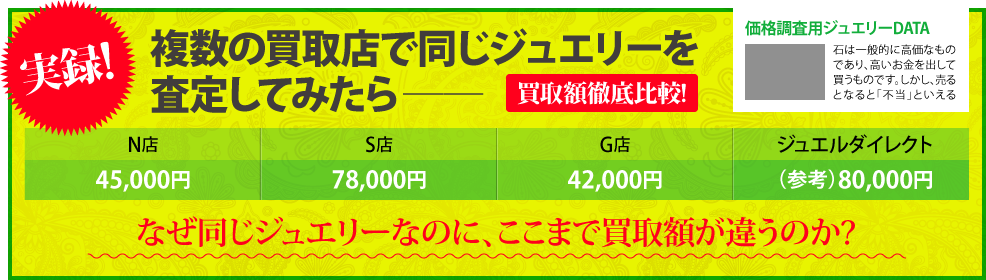 実録!
複数の買取店で同じジュエリーを
査定してみたら――
買取額徹底比較!
価格調査用ジュエリーDATA
石は一般的に高価なもの
であり、高いお金を出して
買うものです。しかし、売る
となると「不当」といえる
N店 S店 G店 ジュエルダイレクト
45,000円 78,000円 42,000円 (参考)80,000円
なぜ同じジュエリーなのに、ここまで買取額が違うのか?